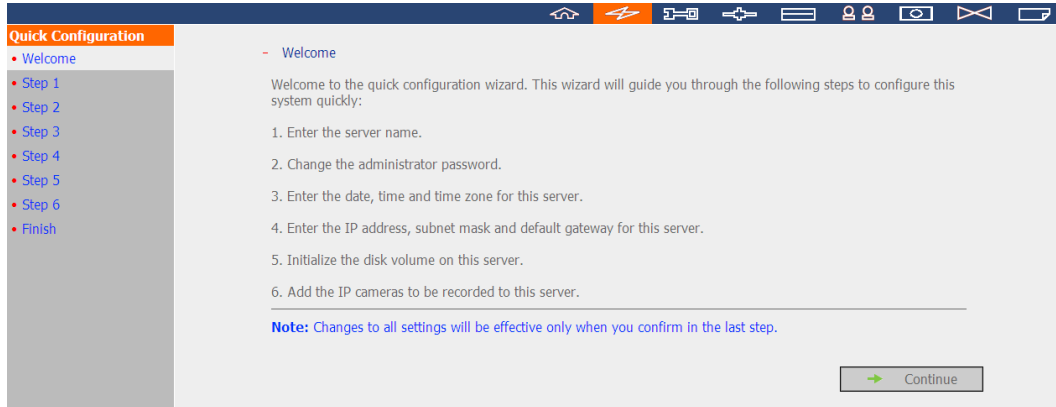 Quick Configuration
• Welcome
• Step 1
• Step 2
• Step 3
• Step 4
• Step 5
• Step 6
• Finish
– Welcome
Welcome to the quick configuration wizard. This wizard will guide you through the following steps to configure this
system quickly:
1. Enter the server name.
2. Change the administrator password.
3. Enter the date, time and time zone for this server.
4. Enter the IP address, subnet mask and default gateway for this server.
5. Initialize the disk volume on this server.
6. Add the IP cameras to be recorded to this server.
Note: Changes to all settings will be effective only when you confirm in the last step.
Continue